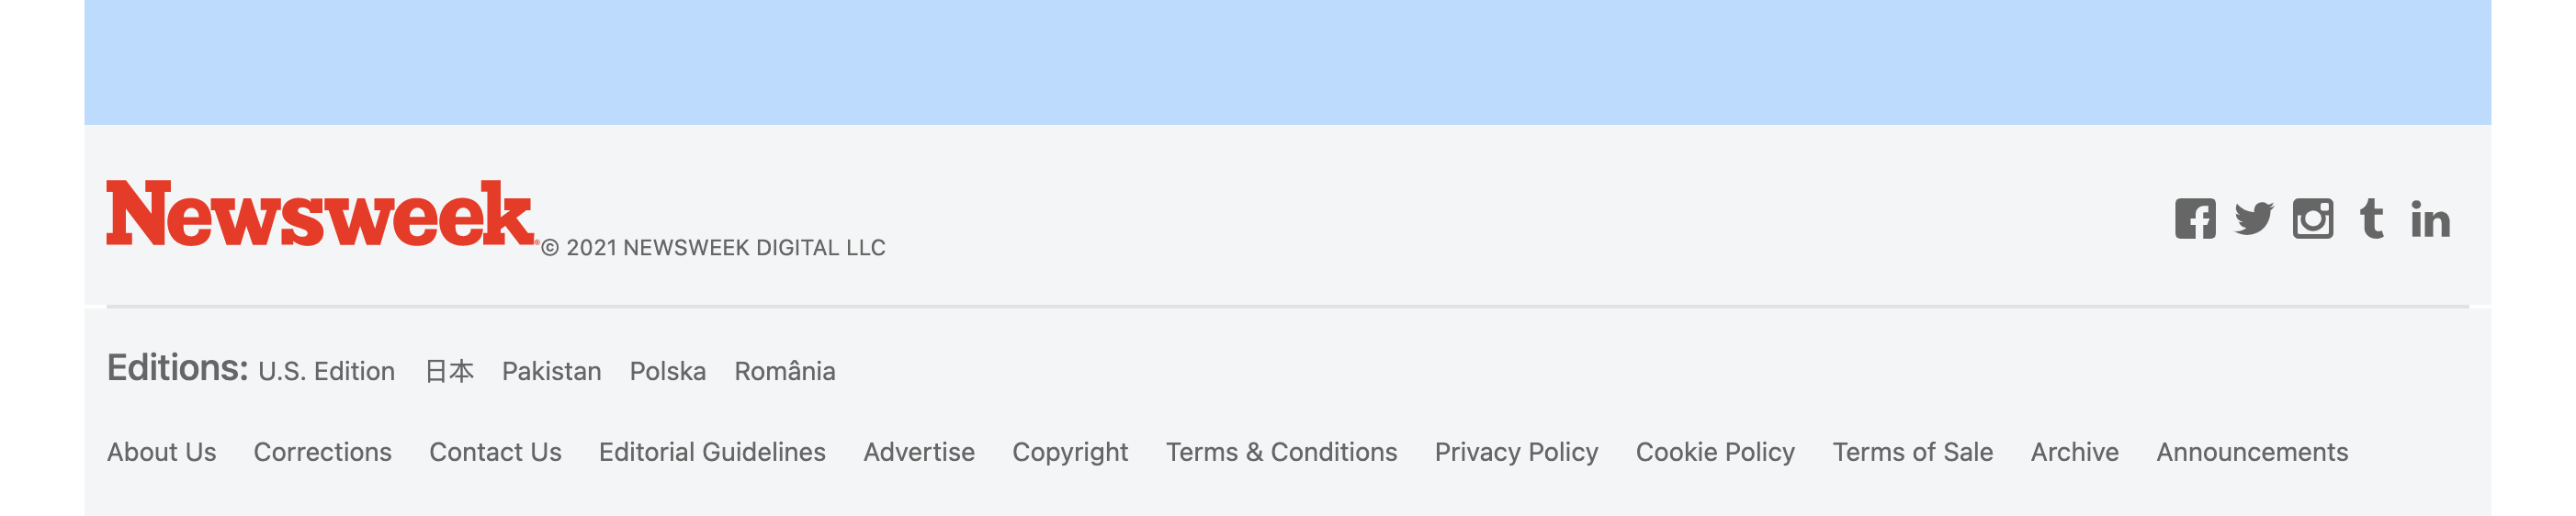 Newsweek® © 2021 NEWSWEEK DIGITAL LLC
Editions: U.S. Edition 日本 Pakistan Polska România
About Us Corrections Contact Us Editorial Guidelines Advertise Copyright Terms & Conditions Privacy Policy Cookie Policy Terms of Sale Archive Announcements